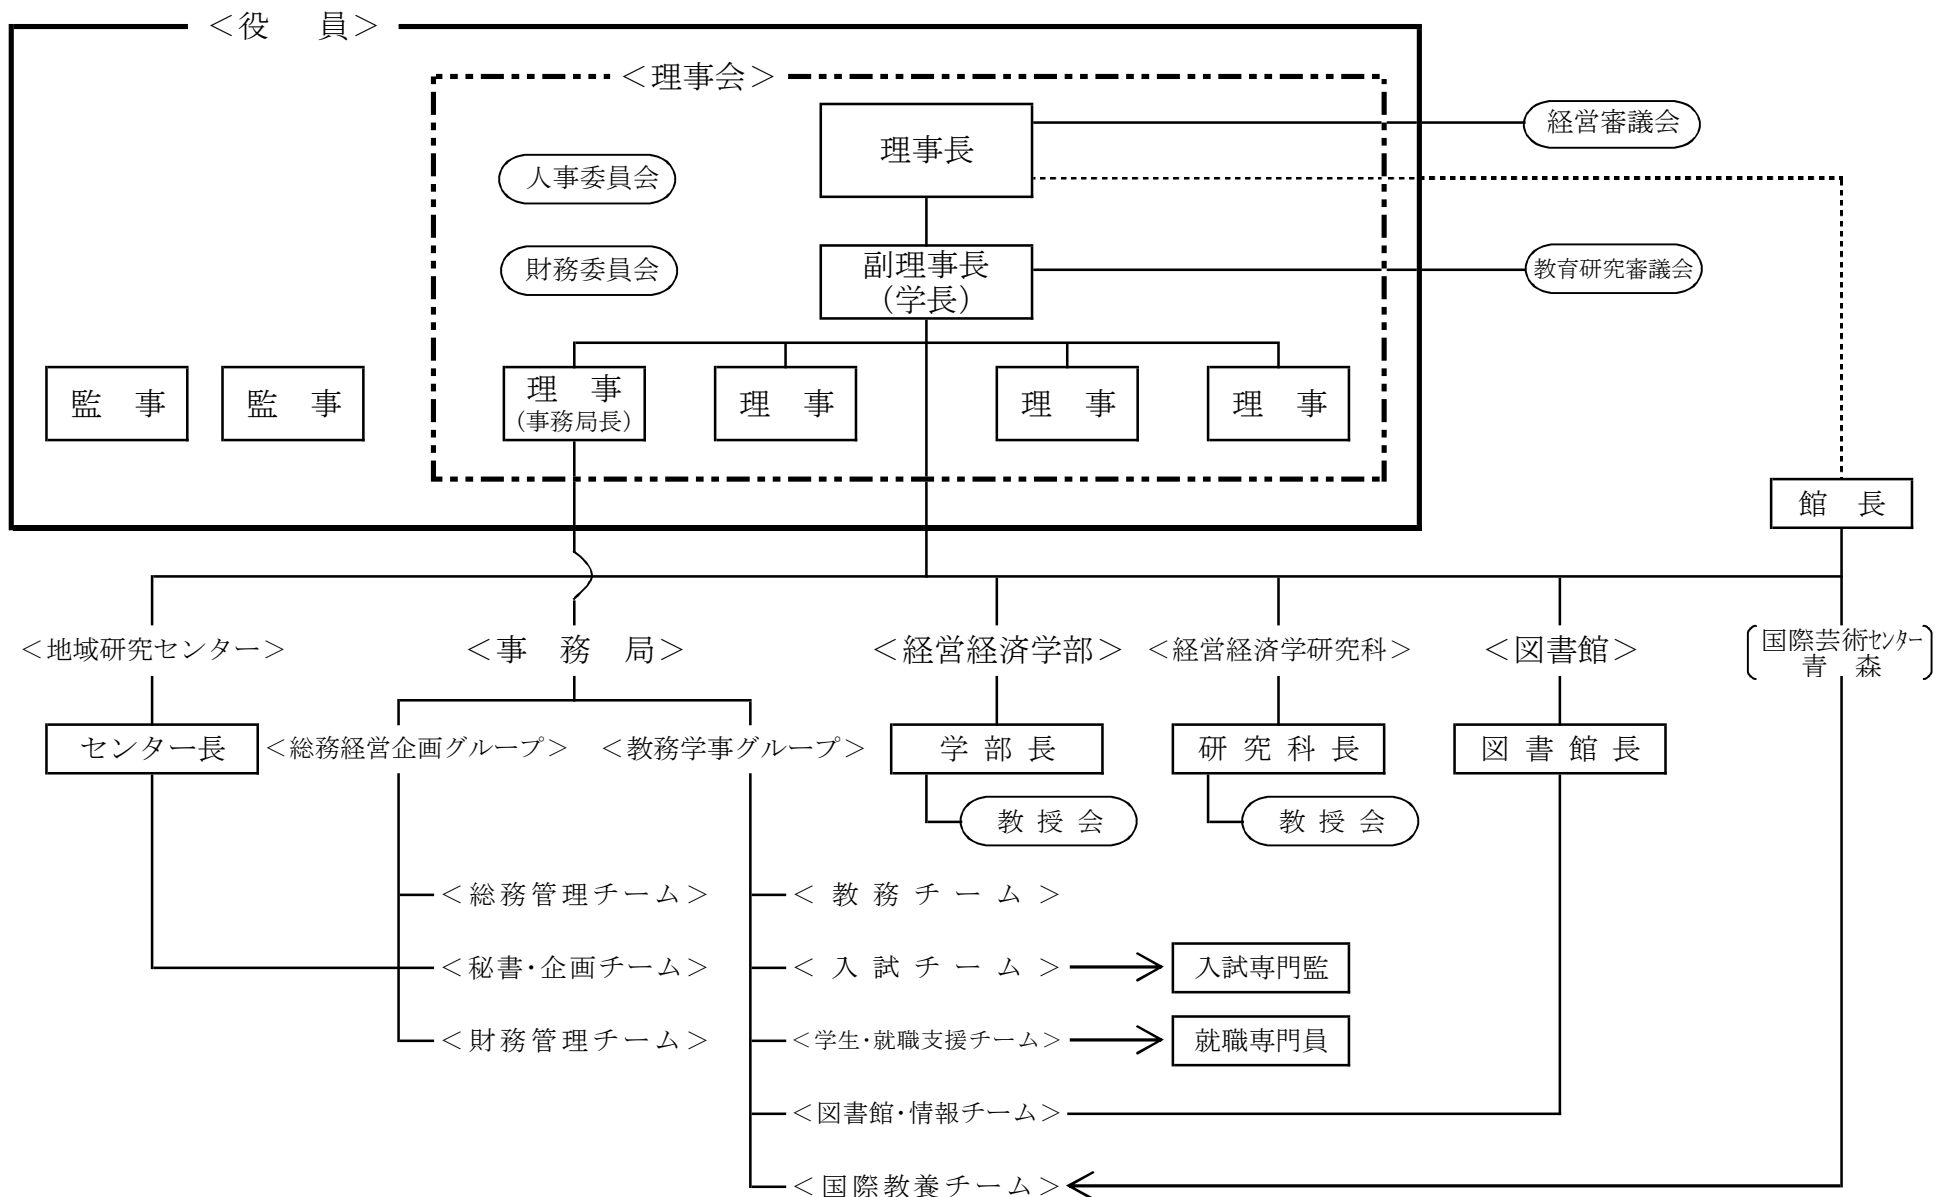 ＜役　員＞
＜理事会＞
理事長
経営審議会
人事委員会
副理事長
（学長）
財務委員会
教育研究審議会
監　事
監　事
理　事
（事務局長）
理　事
理　事
理　事
館　長
＜地域研究センター＞
＜事　務　局＞
＜経営経済学部＞
＜経営経済学研究科＞
＜図書館＞
国際芸術センター
青　森
センター長
＜総務経営企画グループ＞
＜教務学事グループ＞
学 部 長
研 究 科 長
図 書 館 長
教 授 会
教 授 会
＜総務管理チーム＞
＜教 務 チ ー ム＞
＜秘書・企画チーム＞
＜入 試 チ ー ム＞
入試専門監
＜財務管理チーム＞
＜学生・就職支援チーム＞
就職専門員
＜図書館・情報チーム＞
＜国際教養チーム＞